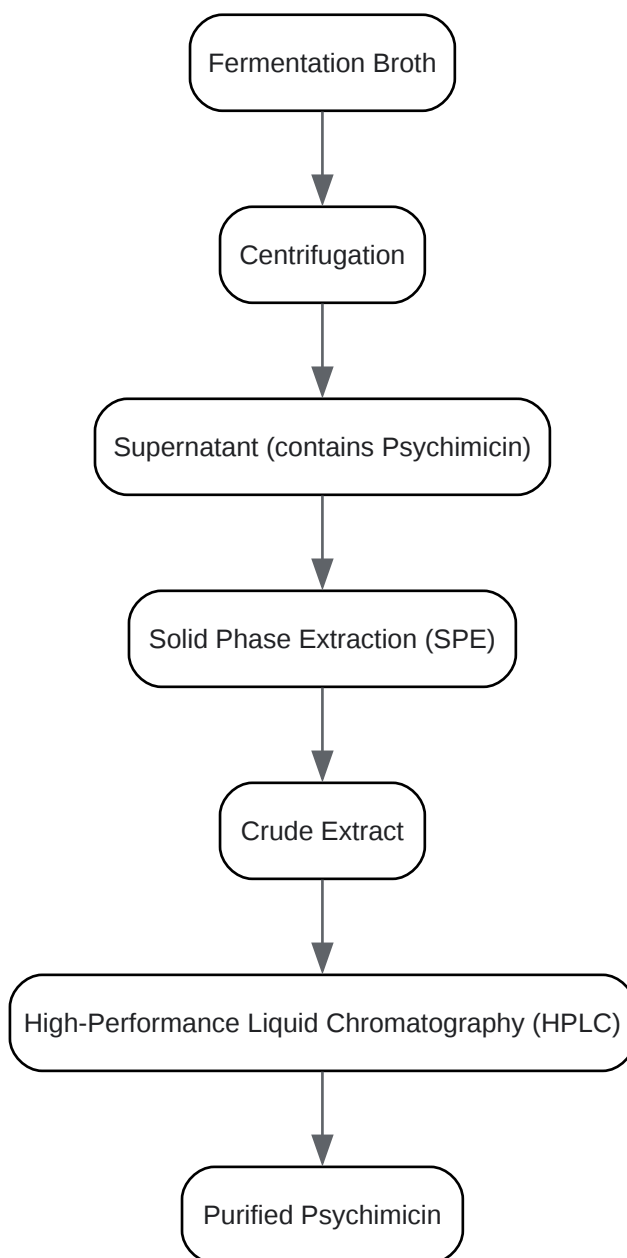 Fermentation Broth
Centrifugation
Supernatant (contains Psychimicin)
Solid Phase Extraction (SPE)
Crude Extract
High-Performance Liquid Chromatography (HPLC)
Purified Psychimicin